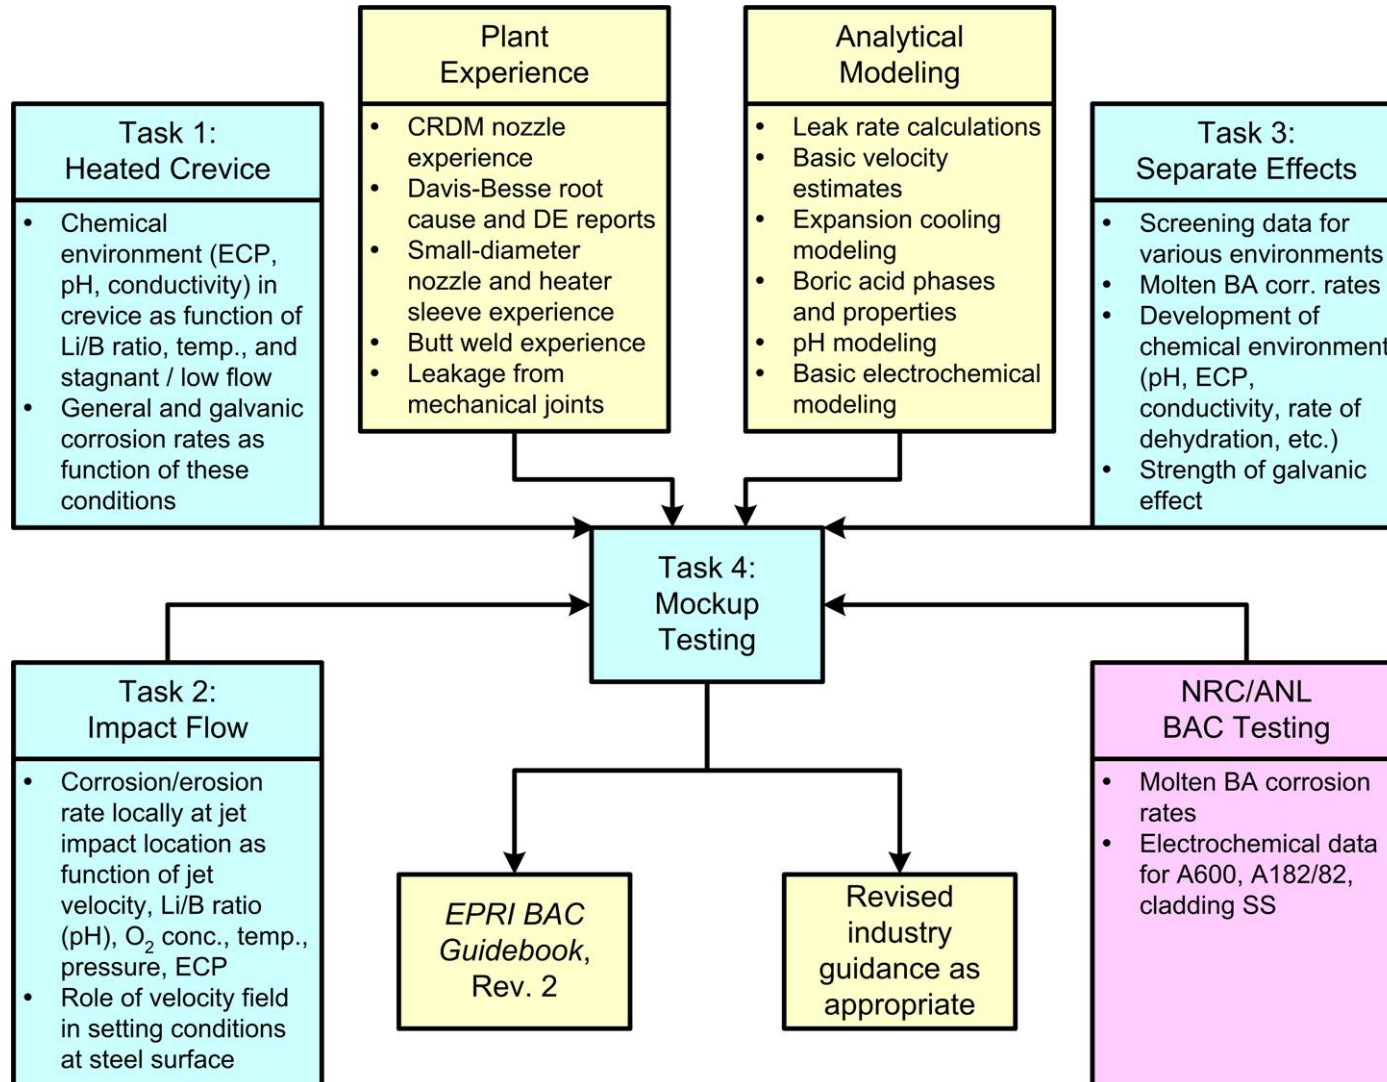 Plant
Experience
• CRDM nozzle
experience
• Davis-Besse root
cause and DE reports
• Small-diameter
nozzle and heater
sleeve experience
• Butt weld experience
• Leakage from
mechanical joints
Analytical
Modeling
• Leak rate calculations
• Basic velocity
estimates
• Expansion cooling
modeling
• Boric acid phases
and properties
• pH modeling
• Basic electrochemical
modeling
Task 1:
Heated Crevice
• Chemical
environment (ECP,
pH, conductivity) in
crevice as function of
Li/B ratio, temp., and
stagnant / low flow
• General and galvanic
corrosion rates as
function of these
conditions
Task 3:
Separate Effects
• Screening data for
various environments
• Molten BA corr. rates
• Development of
chemical environment
(pH, ECP,
conductivity, rate of
dehydration, etc.)
• Strength of galvanic
effect
Task 4:
Mockup
Testing
Task 2:
Impact Flow
• Corrosion/erosion
rate locally at jet
impact location as
function of jet
velocity, Li/B ratio
(pH), O₂ conc., temp.,
pressure, ECP
• Role of velocity field
in setting conditions
at steel surface
NRC/ANL
BAC Testing
• Molten BA corrosion
rates
• Electrochemical data
for A600, A182/82,
cladding SS
EPRI BAC
Guidebook,
Rev. 2
Revised
industry
guidance as
appropriate